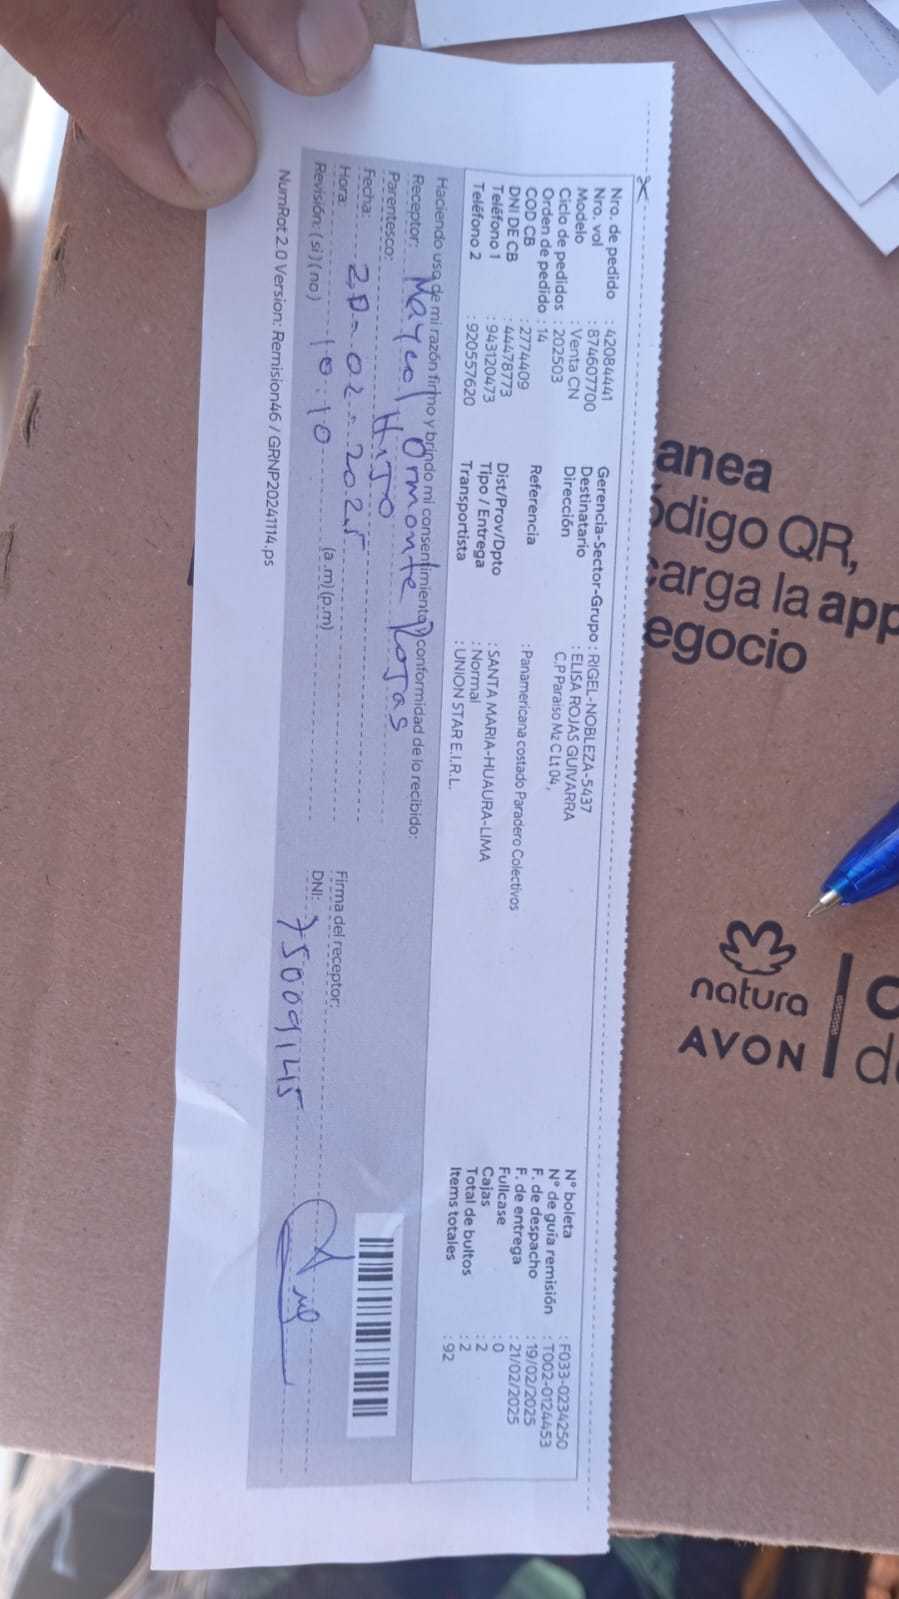 Nro. de pedido : 42084441
Nro. vol : 874607700
Modelo : Venta CN
Ciclo de pedidos : 202503
Orden de pedido : 14
COD CB : 2774409
DNI DE CB : 44478773
Teléfono 1 : 943120473
Teléfono 2 : 920557620
Gerencia-Sector-Grupo : RIGEL-NOBLEZA-5437
Destinatario : ELISA ROJAS GUIVARRA
Dirección C.P Paraiso Mz C Lt 04,
Referencia : Panamericana costado Paradero Colectivos
Dist/Prov/Dpto : SANTA MARIA-HUAURA-LIMA
Tipo / Entrega : Normal
Transportista : UNION STAR E.I.R.L.
N° boleta : F033-0234250
N° de guía remisión : T002-0124453
F. de despacho : 19/02/2025
F. de entrega : 21/02/2025
Fullcase : 0
Cajas : 2
Total de bultos : 2
Items totales : 92
Haciendo uso de mi razón firmo y brindo mi consentimiento y conformidad de lo recibido:
Receptor: Maycol Ormonte Rojas
Parentesco: HIJO
Fecha: 20-02-2025
Hora: 10:10 (a.m) (p.m)
Revisión: (si) (no)
Firma del receptor:
DNI: 75009145
NumRot 2.0 Version: Remision46 / GRNP20241114.ps
anea
ódigo QR,
carga la app
egocio
natura
AVON